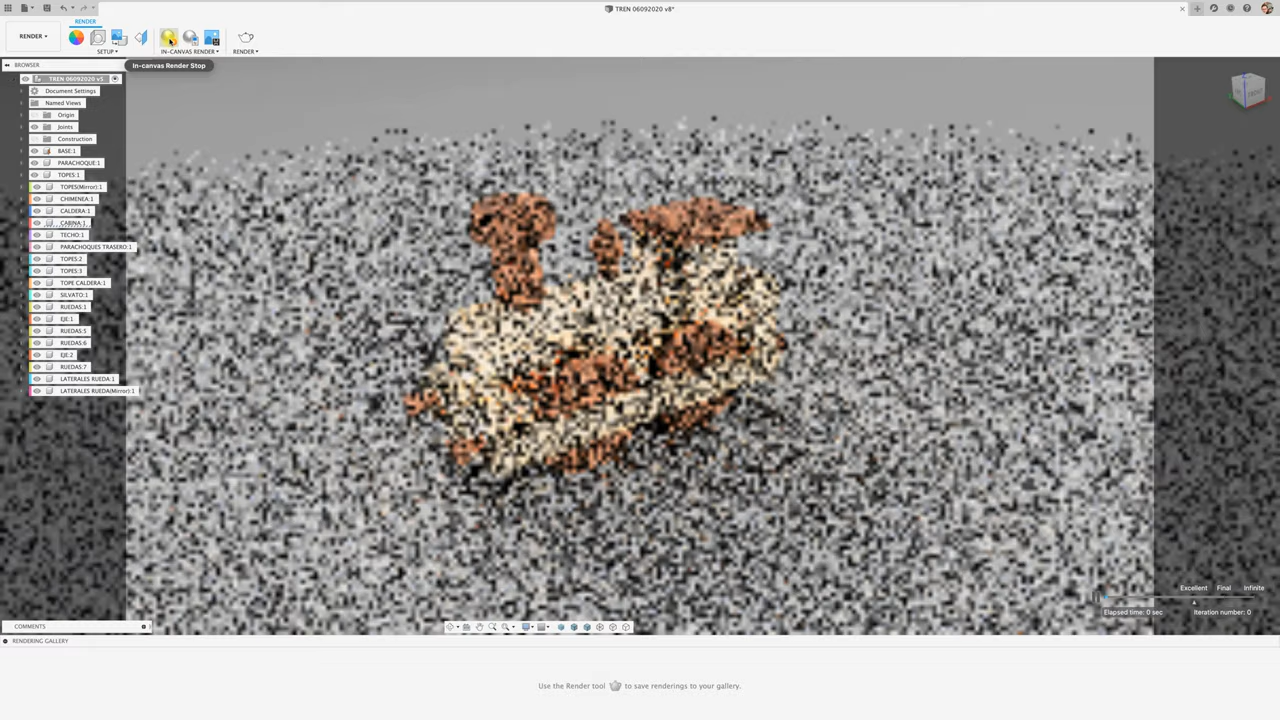 TREN 06092020 v8*
RENDER
RENDER
SETUP
IN-CANVAS RENDER
RENDER
In-canvas Render Stop
BROWSER
TREN 06092020 v5
Document Settings
Named Views
Origin
Joints
Construction
BASE:1
PARACHOQUE:1
TOPES:1
TOPES(Mirror):1
CHIMENEA:1
CALDERA:1
CABINA:1
TECHO:1
PARACHOQUES TRASERO:1
TOPES:2
TOPES:3
TOPE CALDERA:1
SILVATO:1
RUEDAS:1
EJE:1
RUEDAS:5
RUEDAS:6
EJE:2
RUEDAS:7
LATERALES RUEDA:1
LATERALES RUEDA(Mirror):1
FRONT
Excellent Final Infinite
Elapsed time: 0 sec Iteration number: 0
COMMENTS
RENDERING GALLERY
Use the Render tool to save renderings to your gallery.